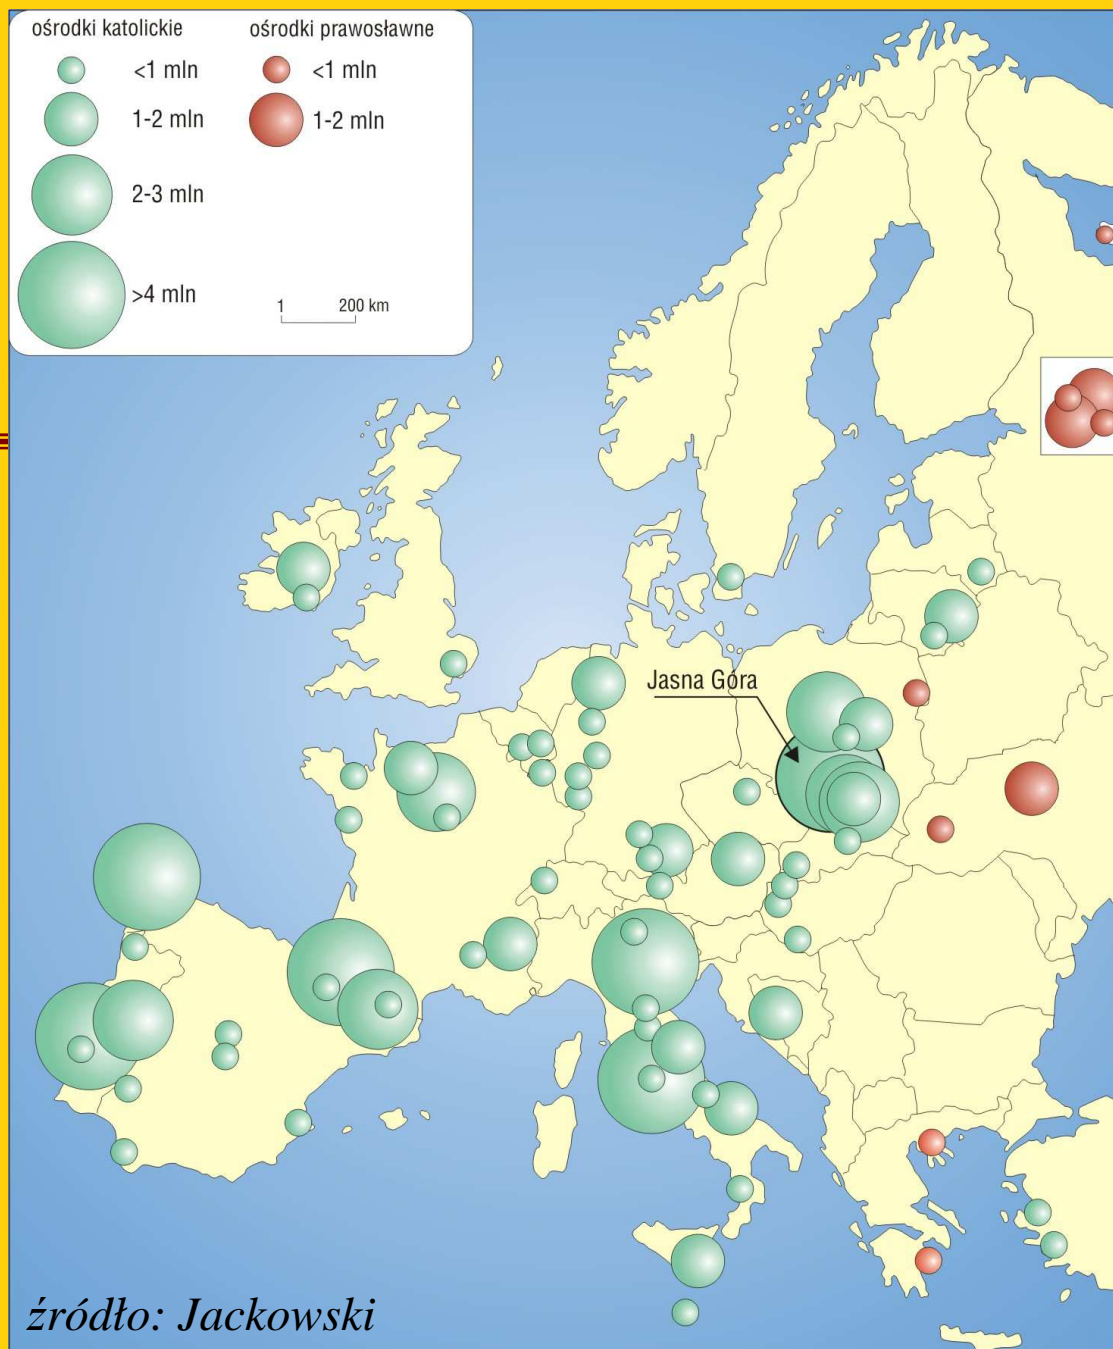 ośrodki katolickie
<1 mln
1-2 mln
2-3 mln
>4 mln
ośrodki prawosławne
<1 mln
1-2 mln
1 200 km
Jasna Góra
źródło: Jackowski